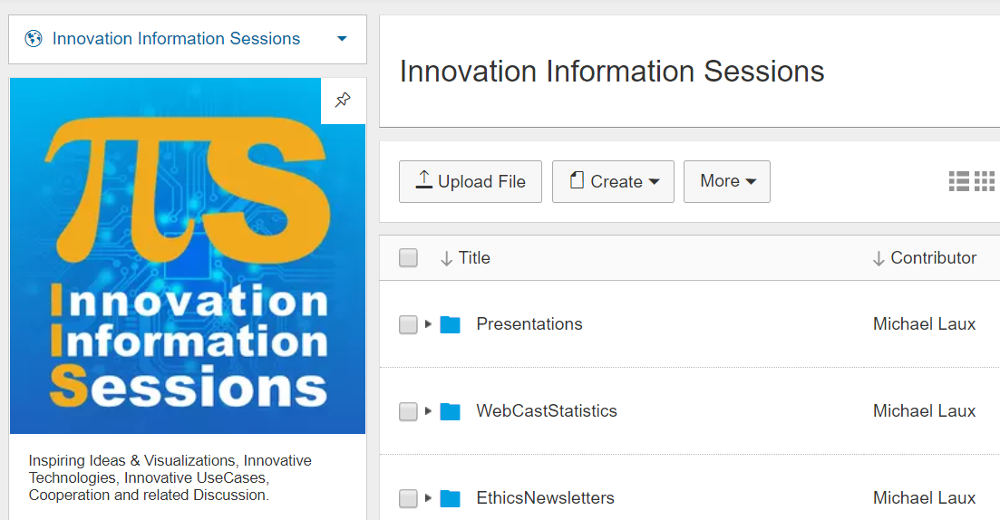 Innovation Information Sessions
πS
Innovation
Information
Sessions
Inspiring Ideas & Visualizations, Innovative
Technologies, Innovative UseCases,
Cooperation and related Discussion.
Innovation Information Sessions
Upload File Create More
Title Contributor
Presentations Michael Laux
WebCastStatistics Michael Laux
EthicsNewsletters Michael Laux